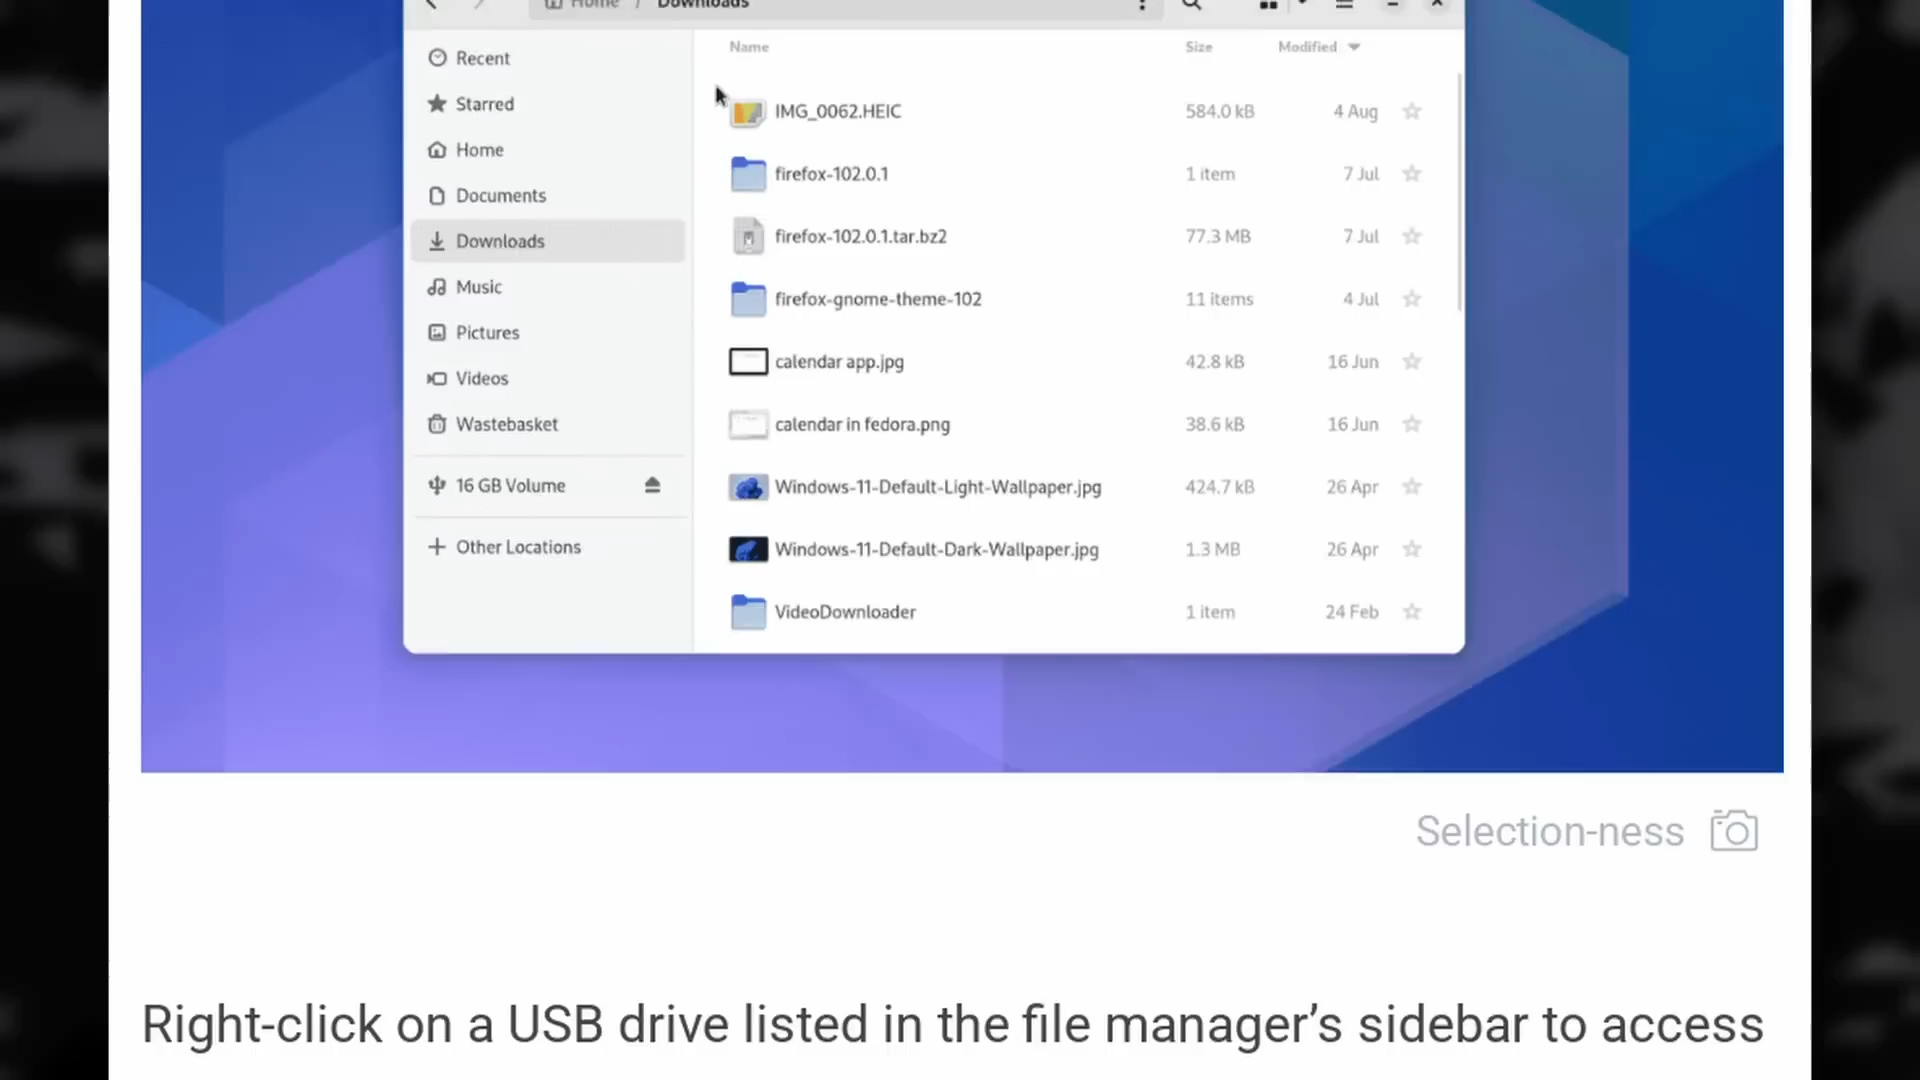 Home / Downloads
Name Size Modified
Recent
Starred
Home
Documents
Downloads
Music
Pictures
Videos
Wastebasket
16 GB Volume
Other Locations
IMG_0062.HEIC 584.0 kB 4 Aug
firefox-102.0.1 1 item 7 Jul
firefox-102.0.1.tar.bz2 77.3 MB 7 Jul
firefox-gnome-theme-102 11 items 4 Jul
calendar app.jpg 42.8 kB 16 Jun
calendar in fedora.png 38.6 kB 16 Jun
Windows-11-Default-Light-Wallpaper.jpg 424.7 kB 26 Apr
Windows-11-Default-Dark-Wallpaper.jpg 1.3 MB 26 Apr
VideoDownloader 1 item 24 Feb
Selection-ness
Right-click on a USB drive listed in the file manager’s sidebar to access